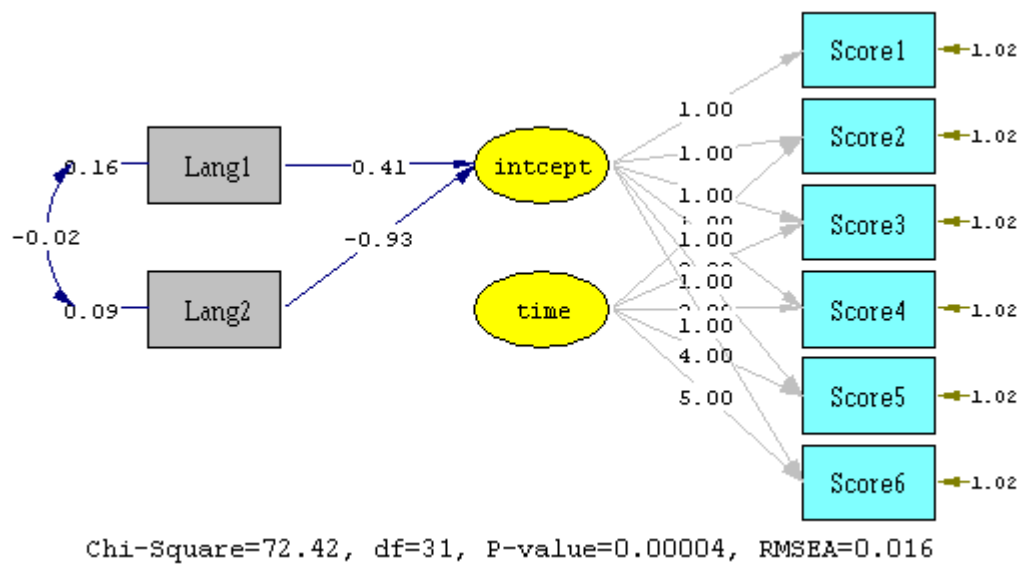 Score1
1.02
1.00
Score2
1.02
0.16
Lang1
0.41
intcept
1.00
1.00
Score3
1.02
-0.02
-0.93
1.00
1.00
0.09
Lang2
time
Score4
1.02
1.00
4.00
5.00
Score5
1.02
Score6
1.02
Chi-Square=72.42, df=31, P-value=0.00004, RMSEA=0.016